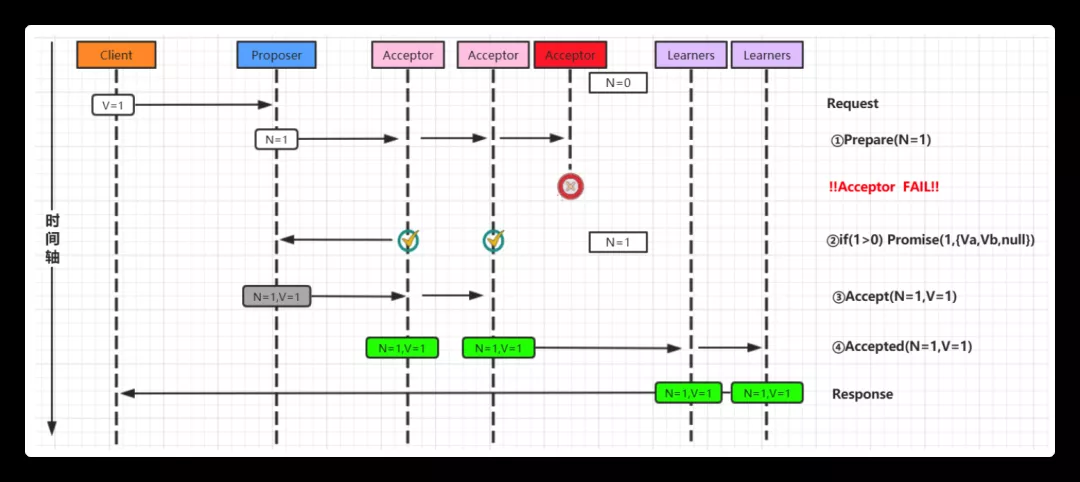 Client
Proposer
Acceptor
Acceptor
Acceptor
Learners
Learners
N=0
V=1
Request
N=1
①Prepare(N=1)
!!Acceptor FAIL!!
时间轴
N=1
②if(1>0) Promise(1,{Va,Vb,null})
N=1,V=1
③Accept(N=1,V=1)
N=1,V=1
N=1,V=1
④Accepted(N=1,V=1)
N=1,V=1
N=1,V=1
Response